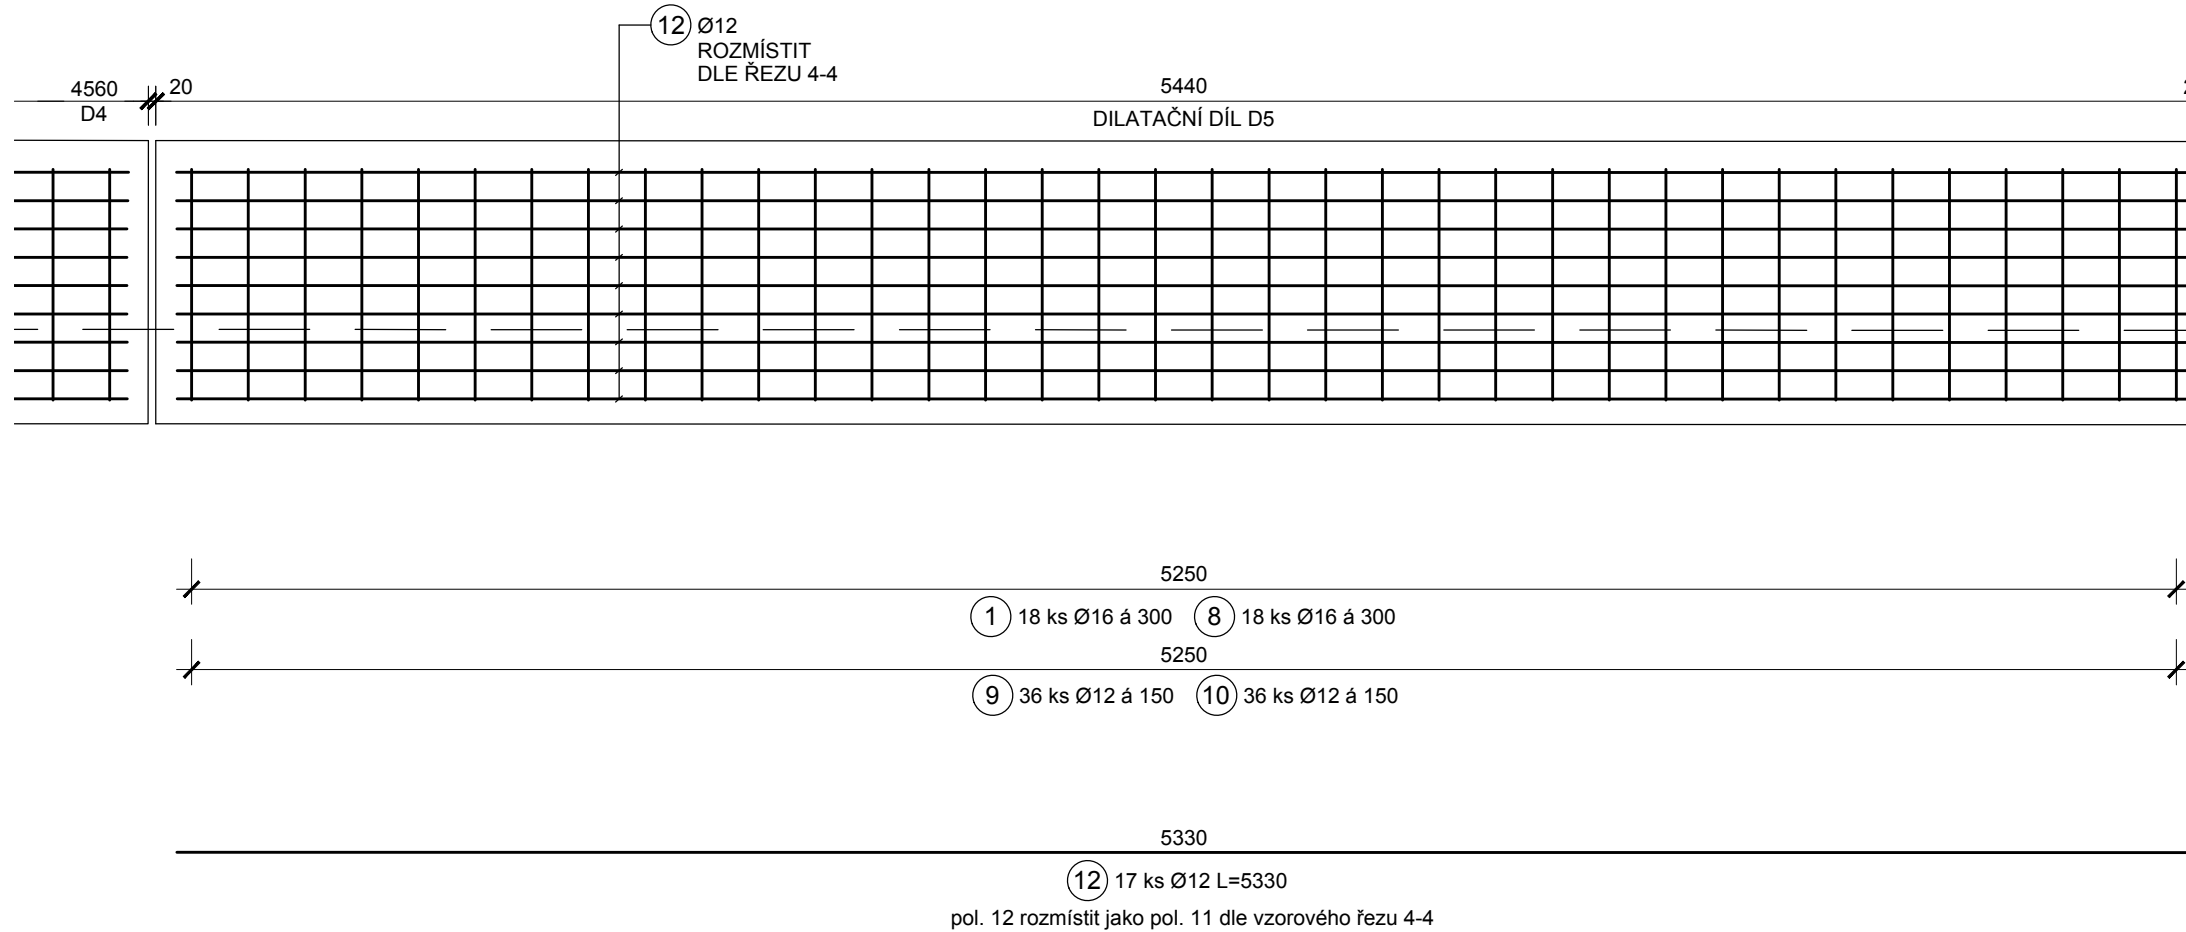 12 Ø12
ROZMÍSTIT
DLE ŘEZU 4-4
4560 20 5440
D4 DILATAČNÍ DÍL D5
5250
1 18 ks Ø16 á 300 8 18 ks Ø16 á 300
5250
9 36 ks Ø12 á 150 10 36 ks Ø12 á 150
5330
12 17 ks Ø12 L=5330
pol. 12 rozmístit jako pol. 11 dle vzorového řezu 4-4